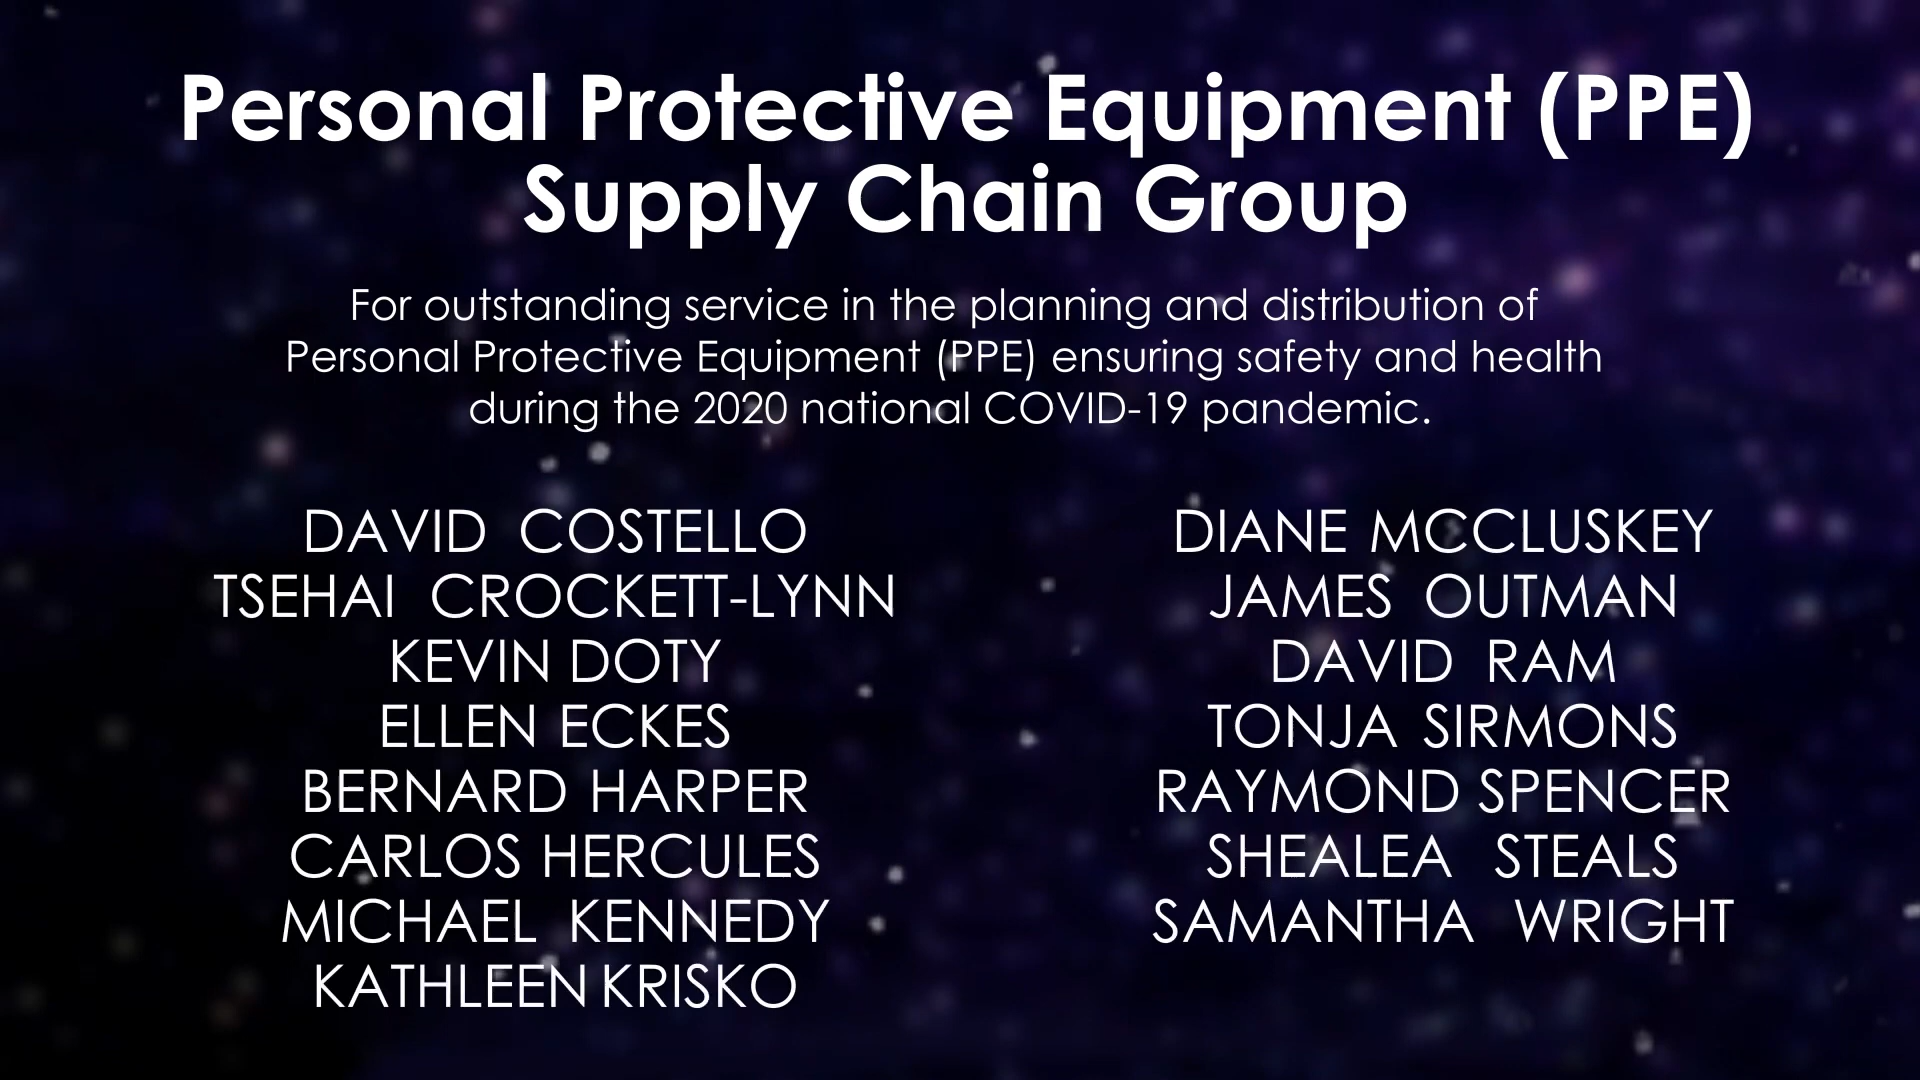 Personal Protective Equipment (PPE)
Supply Chain Group
For outstanding service in the planning and distribution of
Personal Protective Equipment (PPE) ensuring safety and health
during the 2020 national COVID-19 pandemic.
DAVID COSTELLO
TSEHAI CROCKETT-LYNN
KEVIN DOTY
ELLEN ECKES
BERNARD HARPER
CARLOS HERCULES
MICHAEL KENNEDY
KATHLEEN KRISKO
DIANE MCCLUSKEY
JAMES OUTMAN
DAVID RAM
TONJA SIRMONS
RAYMOND SPENCER
SHEALEA STEALS
SAMANTHA WRIGHT